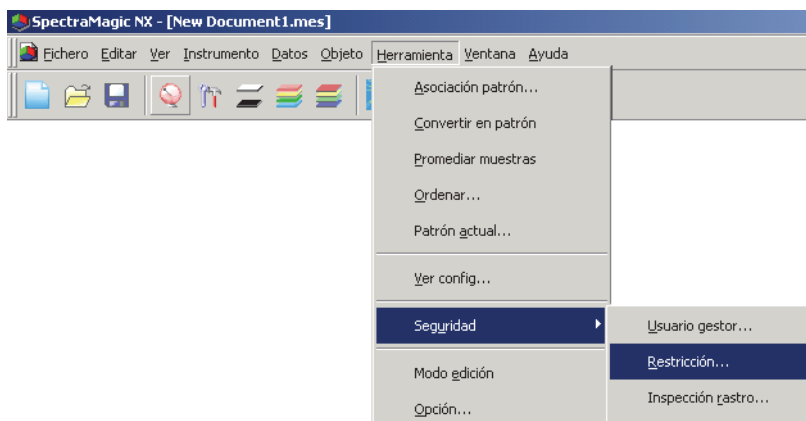 SpectraMagic NX - [New Document1.mes]
Fichero Editar Ver Instrumento Datos Objeto Herramienta Ventana Ayuda
Asociación patrón...
Convertir en patrón
Promediar muestras
Ordenar...
Patrón actual...
Ver config...
Seguridad
Usuario gestor...
Restricción...
Modo edición
Inspección rastro...
Opción...